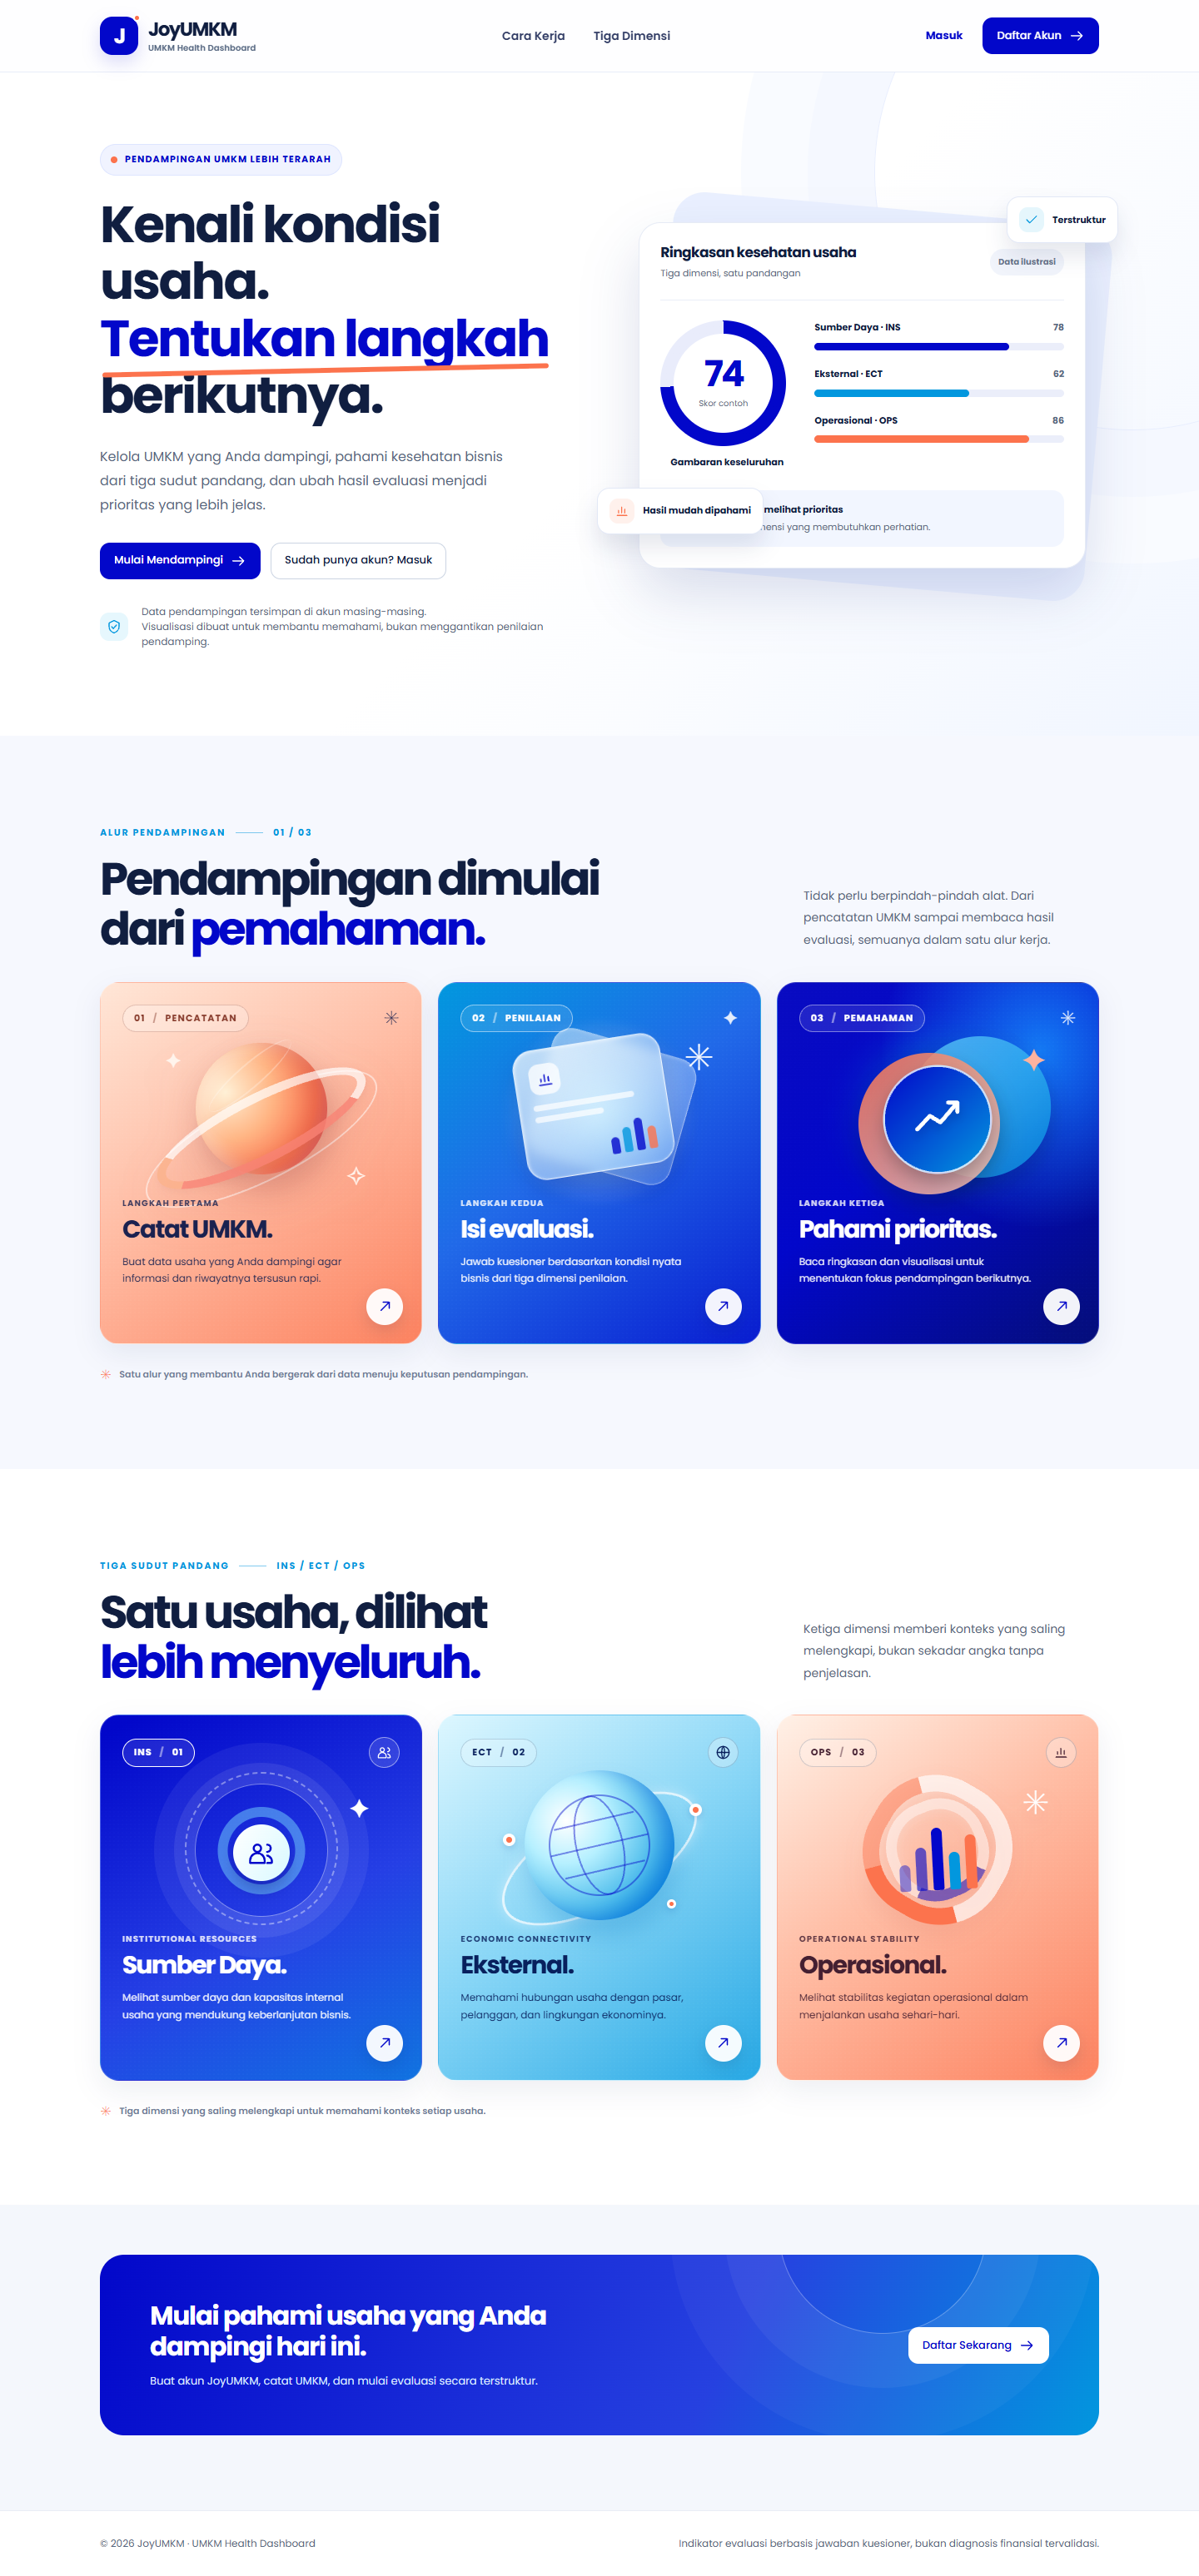 J
JoyUMKM
UMKM Health Dashboard
Cara Kerja
Tiga Dimensi
Masuk
Daftar Akun
PENDAMPINGAN UMKM LEBIH TERARAH
Kenali kondisi
usaha.
Tentukan langkah
berikutnya.
Kelola UMKM yang Anda dampingi, pahami kesehatan bisnis
dari tiga sudut pandang, dan ubah hasil evaluasi menjadi
prioritas yang lebih jelas.
Mulai Mendampingi
Sudah punya akun? Masuk
Data pendampingan tersimpan di akun masing-masing.
Visualisasi dibuat untuk membantu memahami, bukan menggantikan penilaian
pendamping.
Terstruktur
Ringkasan kesehatan usaha
Tiga dimensi, satu pandangan
Data ilustrasi
74
Skor contoh
Gambaran keseluruhan
Sumber Daya · INS 78
Eksternal · ECT 62
Operasional · OPS 86
Hasil mudah dipahami
melihat prioritas
mensi yang membutuhkan perhatian.
ALUR PENDAMPINGAN 01 / 03
Pendampingan dimulai
dari pemahaman.
Tidak perlu berpindah-pindah alat. Dari
pencatatan UMKM sampai membaca hasil
evaluasi, semuanya dalam satu alur kerja.
01 / PENCATATAN
LANGKAH PERTAMA
Catat UMKM.
Buat data usaha yang Anda dampingi agar
informasi dan riwayatnya tersusun rapi.
02 / PENILAIAN
LANGKAH KEDUA
Isi evaluasi.
Jawab kuesioner berdasarkan kondisi nyata
bisnis dari tiga dimensi penilaian.
03 / PEMAHAMAN
LANGKAH KETIGA
Pahami prioritas.
Baca ringkasan dan visualisasi untuk
menentukan fokus pendampingan berikutnya.
Satu alur yang membantu Anda bergerak dari data menuju keputusan pendampingan.
TIGA SUDUT PANDANG INS / ECT / OPS
Satu usaha, dilihat
lebih menyeluruh.
Ketiga dimensi memberi konteks yang saling
melengkapi, bukan sekadar angka tanpa
penjelasan.
INS / 01
INSTITUTIONAL RESOURCES
Sumber Daya.
Melihat sumber daya dan kapasitas internal
usaha yang mendukung keberlanjutan bisnis.
ECT / 02
ECONOMIC CONNECTIVITY
Eksternal.
Memahami hubungan usaha dengan pasar,
pelanggan, dan lingkungan ekonominya.
OPS / 03
OPERATIONAL STABILITY
Operasional.
Melihat stabilitas kegiatan operasional dalam
menjalankan usaha sehari-hari.
Tiga dimensi yang saling melengkapi untuk memahami konteks setiap usaha.
Mulai pahami usaha yang Anda
dampingi hari ini.
Buat akun JoyUMKM, catat UMKM, dan mulai evaluasi secara terstruktur.
Daftar Sekarang
© 2026 JoyUMKM · UMKM Health Dashboard
Indikator evaluasi berbasis jawaban kuesioner, bukan diagnosis finansial tervalidasi.